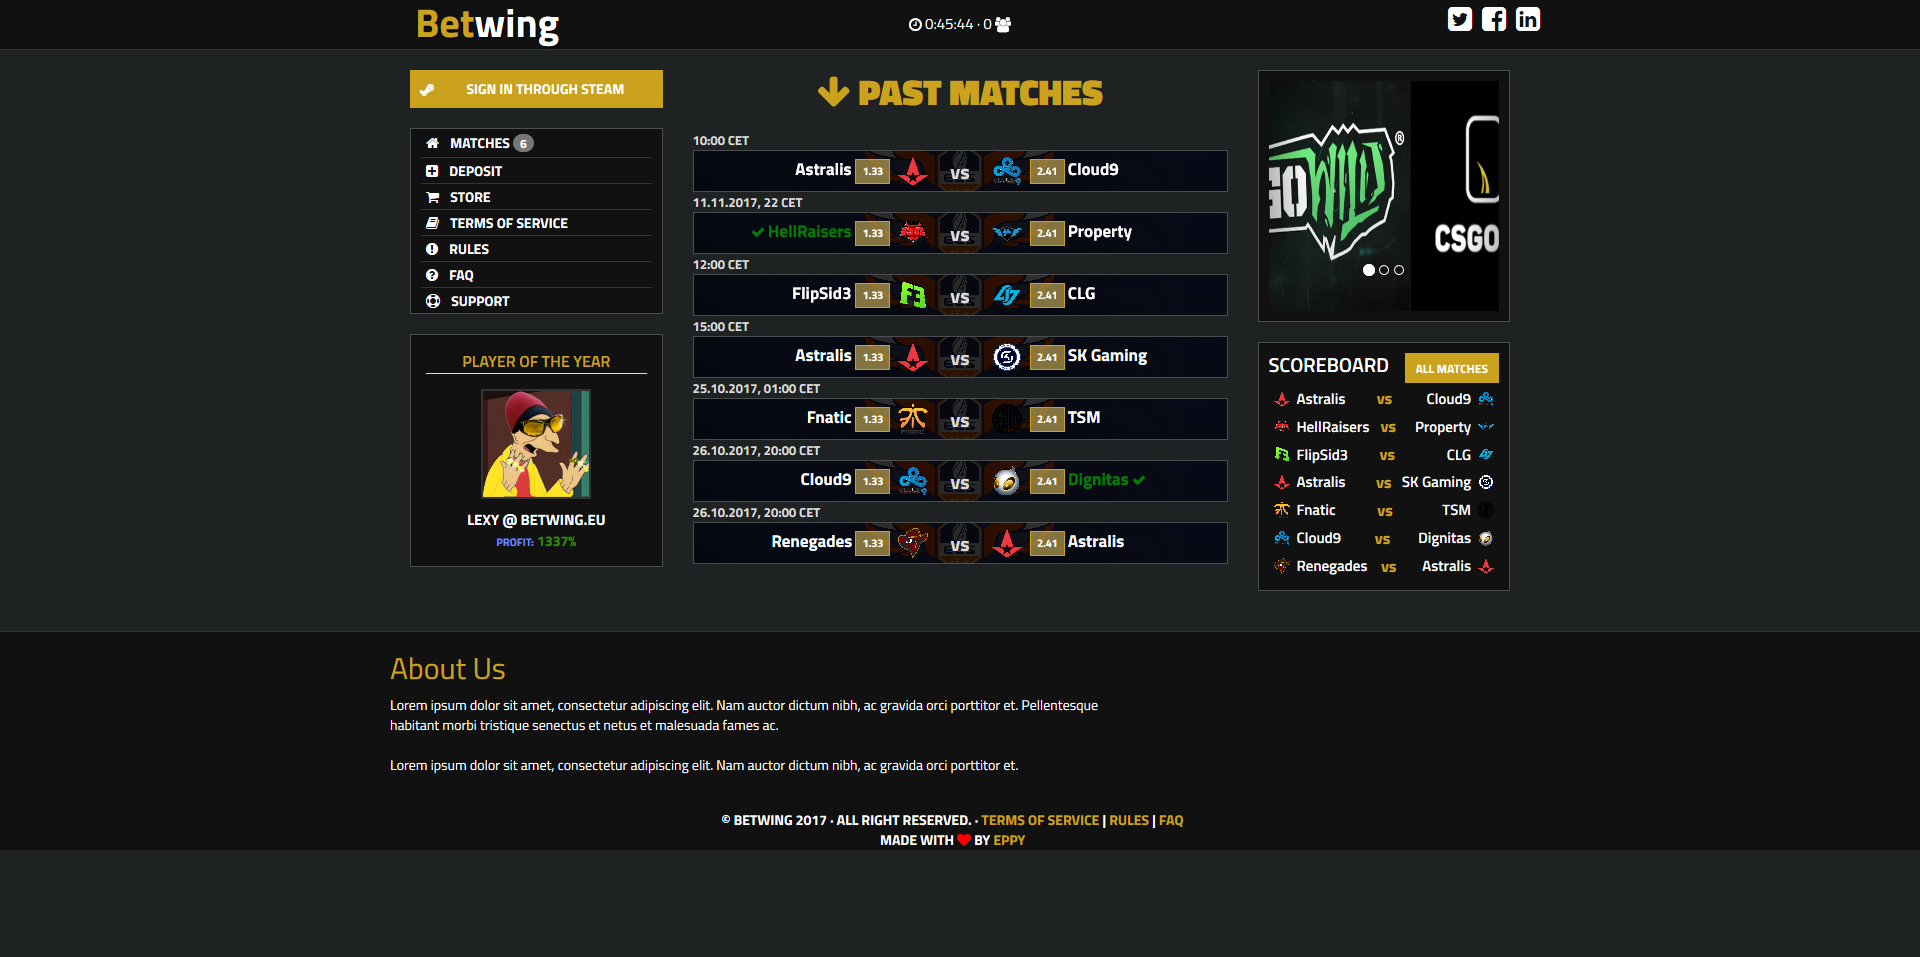 Betwing
0:45:44 · 0
SIGN IN THROUGH STEAM
MATCHES 6
DEPOSIT
STORE
TERMS OF SERVICE
RULES
FAQ
SUPPORT
PLAYER OF THE YEAR
LEXY @ BETWING.EU
PROFIT: 1337%
PAST MATCHES
10:00 CET
Astralis 1.33 VS 2.41 Cloud9
11.11.2017, 22 CET
HellRaisers 1.33 VS 2.41 Property
12:00 CET
FlipSid3 1.33 VS 2.41 CLG
15:00 CET
Astralis 1.33 VS 2.41 SK Gaming
25.10.2017, 01:00 CET
Fnatic 1.33 VS 2.41 TSM
26.10.2017, 20:00 CET
Cloud9 1.33 VS 2.41 Dignitas
26.10.2017, 20:00 CET
Renegades 1.33 VS 2.41 Astralis
GOWILD ®
CSGO
SCOREBOARD
ALL MATCHES
Astralis vs Cloud9
HellRaisers vs Property
FlipSid3 vs CLG
Astralis vs SK Gaming
Fnatic vs TSM
Cloud9 vs Dignitas
Renegades vs Astralis
About Us
Lorem ipsum dolor sit amet, consectetur adipiscing elit. Nam auctor dictum nibh, ac gravida orci porttitor et. Pellentesque
habitant morbi tristique senectus et netus et malesuada fames ac.
Lorem ipsum dolor sit amet, consectetur adipiscing elit. Nam auctor dictum nibh, ac gravida orci porttitor et.
© BETWING 2017 · ALL RIGHT RESERVED. · TERMS OF SERVICE | RULES | FAQ
MADE WITH BY EPPY